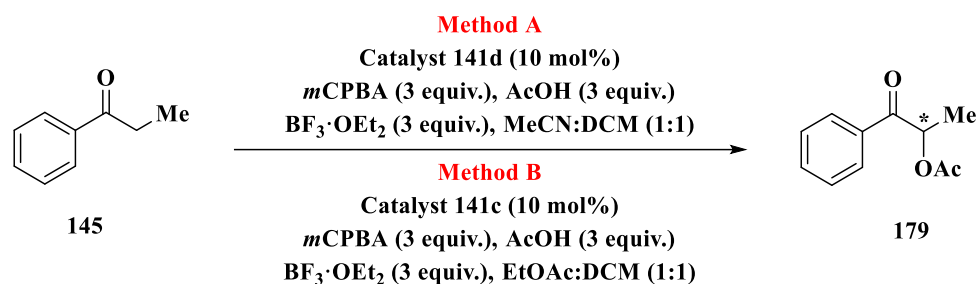 Method A
Catalyst 141d (10 mol%)
mCPBA (3 equiv.), AcOH (3 equiv.)
BF₃·OEt₂ (3 equiv.), MeCN:DCM (1:1)
O
Me
145
Method B
Catalyst 141c (10 mol%)
mCPBA (3 equiv.), AcOH (3 equiv.)
BF₃·OEt₂ (3 equiv.), EtOAc:DCM (1:1)
O
* Me
OAc
179